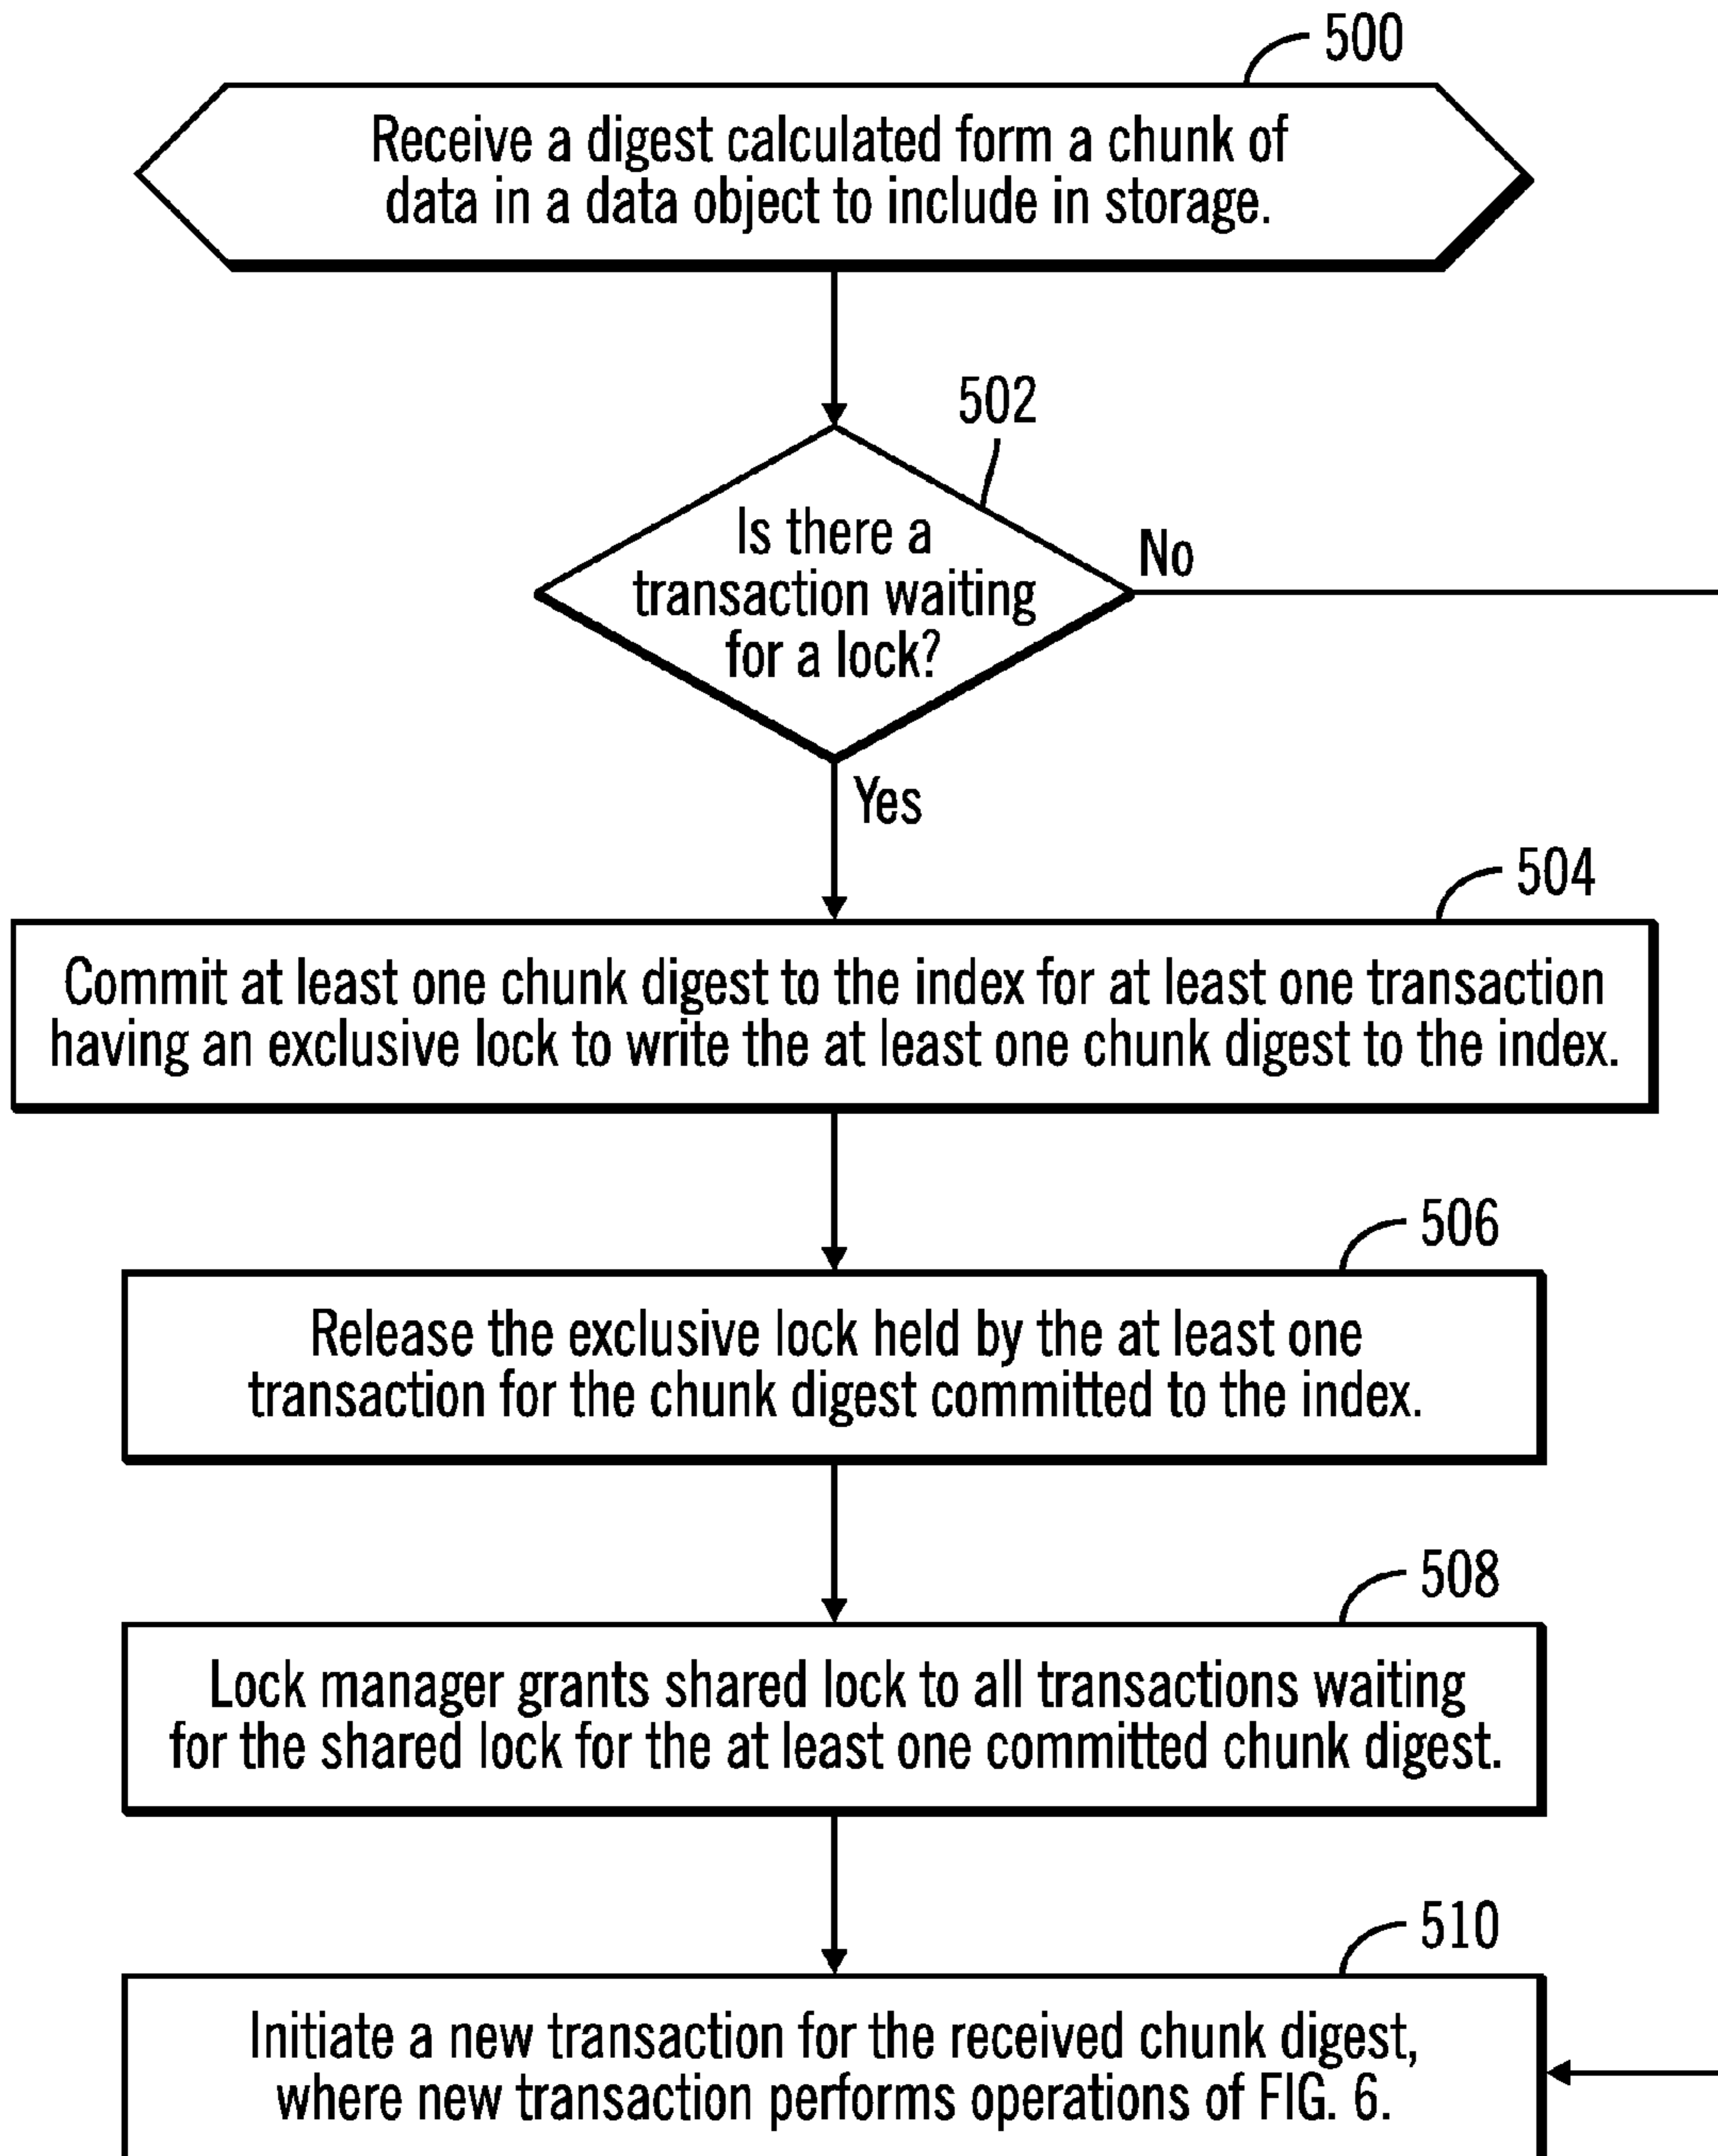 500
Receive a digest calculated form a chunk of
data in a data object to include in storage.
502
Is there a
transaction waiting
for a lock?
No
Yes
504
Commit at least one chunk digest to the index for at least one transaction
having an exclusive lock to write the at least one chunk digest to the index.
506
Release the exclusive lock held by the at least one
transaction for the chunk digest committed to the index.
508
Lock manager grants shared lock to all transactions waiting
for the shared lock for the at least one committed chunk digest.
510
Initiate a new transaction for the received chunk digest,
where new transaction performs operations of FIG. 6.